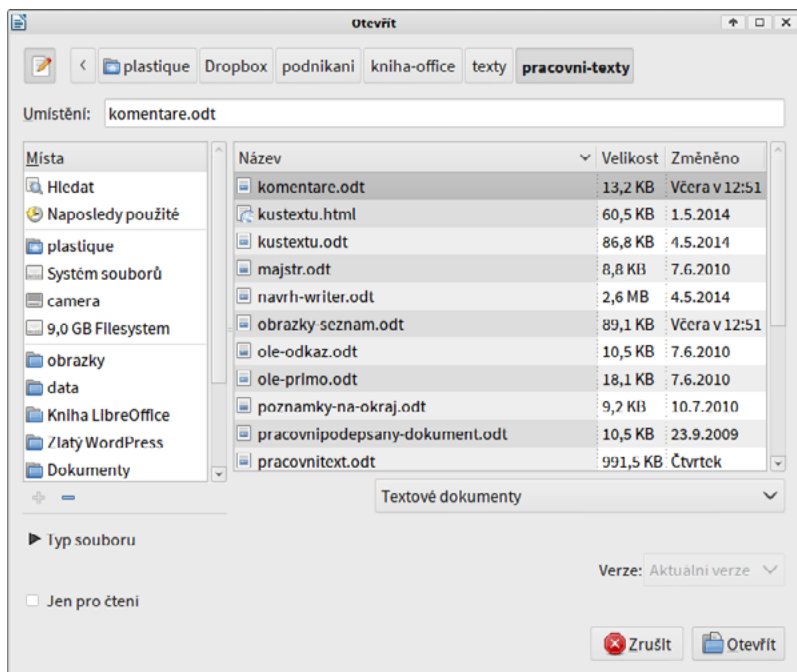 Otevřít
plastique Dropbox podnikani kniha-office texty pracovni-texty
Umístění: komentare.odt
Místa
Hledat
Naposledy použité
plastique
Systém souborů
camera
9,0 GB Filesystem
obrazky
data
Kniha LibreOffice
Zlatý WordPress
Dokumenty
Název Velikost Změněno
komentare.odt 13,2 KB Včera v 12:51
kustextu.html 60,5 KB 1.5.2014
kustextu.odt 86,8 KB 4.5.2014
majstr.odt 8,8 KB 7.6.2010
navrh-writer.odt 2,6 MB 4.5.2014
obrazky-seznam.odt 89,1 KB Včera v 12:51
ole-odkaz.odt 10,5 KB 7.6.2010
ole-primo.odt 18,1 KB 7.6.2010
poznamky-na-okraj.odt 9,2 KB 10.7.2010
pracovnipodepsany-dokument.odt 10,5 KB 23.9.2009
pracovnitext.odt 991,5 KB Čtvrtek
Textové dokumenty
Typ souboru
Verze: Aktuální verze
Jen pro čtení
Zrušit Otevřít